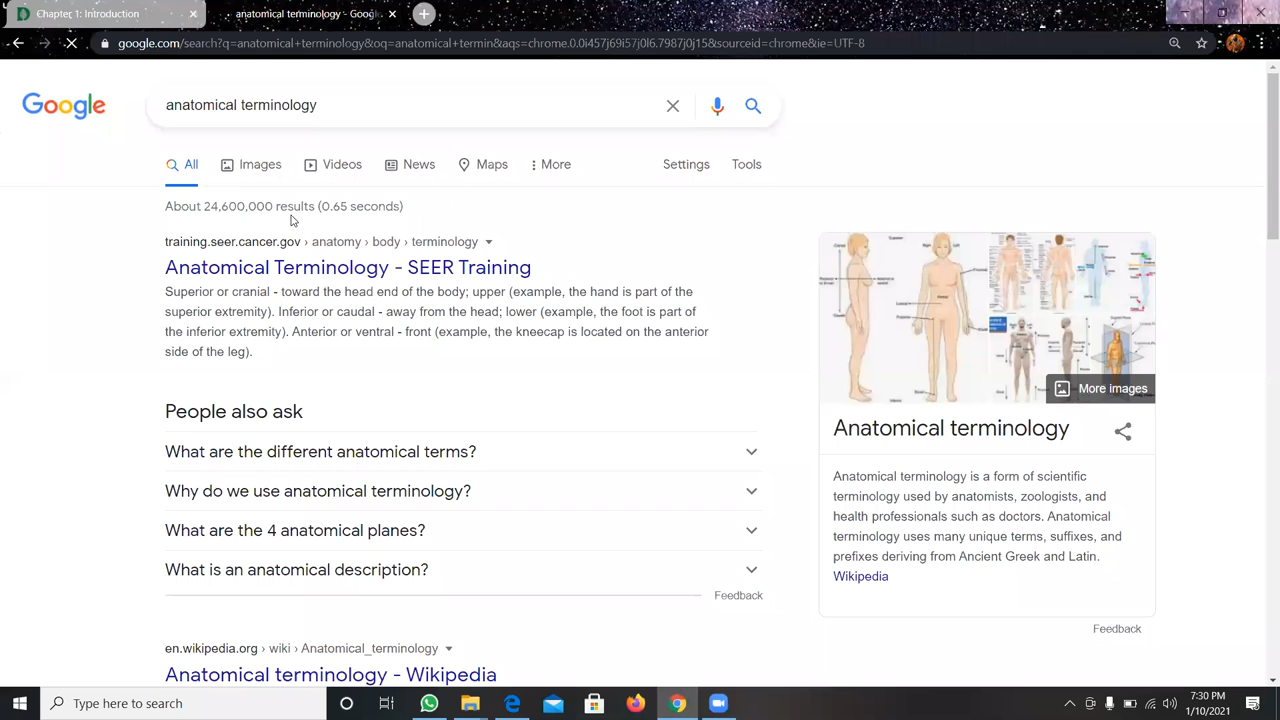 Chapter 1: Introduction
anatomical terminology - Googl
google.com/search?q=anatomical+terminology&oq=anatomical+termin&aqs=chrome.0.0i457j69i57j0l6.7987j0j15&sourceid=chrome&ie=UTF-8
Google
anatomical terminology
All Images Videos News Maps More Settings Tools
About 24,600,000 results (0.65 seconds)
training.seer.cancer.gov › anatomy › body › terminology
Anatomical Terminology - SEER Training
Superior or cranial - toward the head end of the body; upper (example, the hand is part of the
superior extremity). Inferior or caudal - away from the head; lower (example, the foot is part of
the inferior extremity). Anterior or ventral - front (example, the kneecap is located on the anterior
side of the leg).
People also ask
What are the different anatomical terms?
Why do we use anatomical terminology?
What are the 4 anatomical planes?
What is an anatomical description?
Feedback
en.wikipedia.org › wiki › Anatomical_terminology
Anatomical terminology - Wikipedia
More images
Anatomical terminology
Anatomical terminology is a form of scientific
terminology used by anatomists, zoologists, and
health professionals such as doctors. Anatomical
terminology uses many unique terms, suffixes, and
prefixes deriving from Ancient Greek and Latin.
Wikipedia
Feedback
Type here to search
7:30 PM
1/10/2021